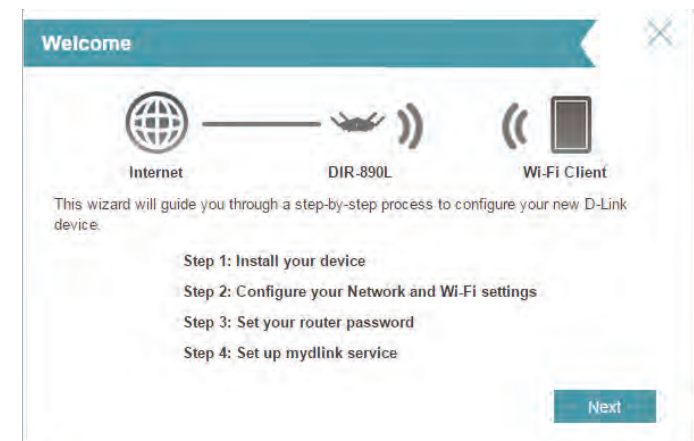 Welcome
Internet
DIR-890L
Wi-Fi Client
This wizard will guide you through a step-by-step process to configure your new D-Link
device.
Step 1: Install your device
Step 2: Configure your Network and Wi-Fi settings
Step 3: Set your router password
Step 4: Set up mydlink service
Next